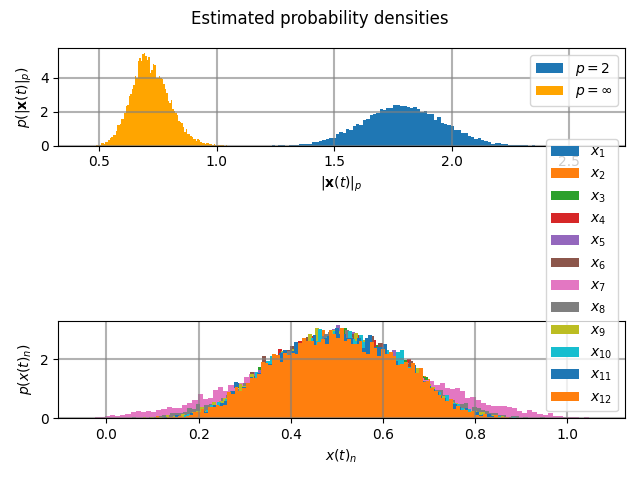 Estimated probability densities
p(|x(t)|_p)
4
2
0
p = 2
p = ∞
0.5 1.0 1.5 2.0 2.5
|x(t)|_p
x_1
x_2
x_3
x_4
x_5
x_6
x_7
x_8
x_9
x_10
x_11
x_12
p(x(t)_n)
2
0
0.0 0.2 0.4 0.6 0.8 1.0
x(t)_n